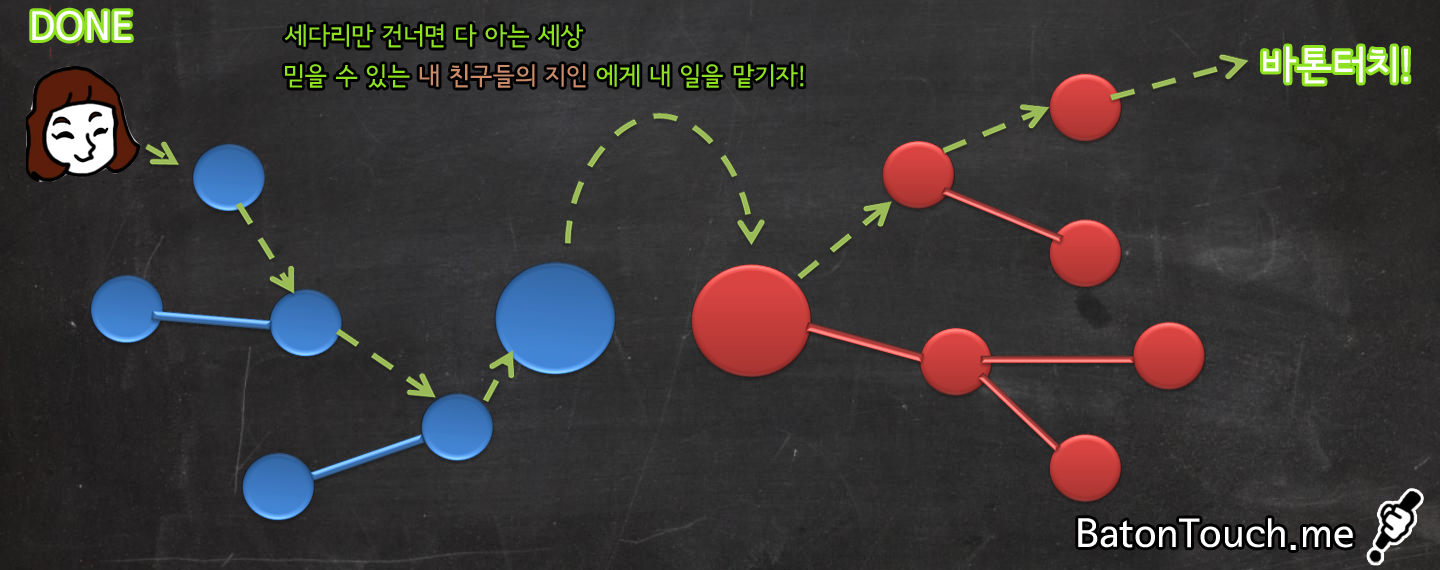 DONE
세다리만 건너면 다 아는 세상
믿을 수 있는 내 친구들의 지인 에게 내 일을 맡기자!
바톤터치!
BatonTouch.me